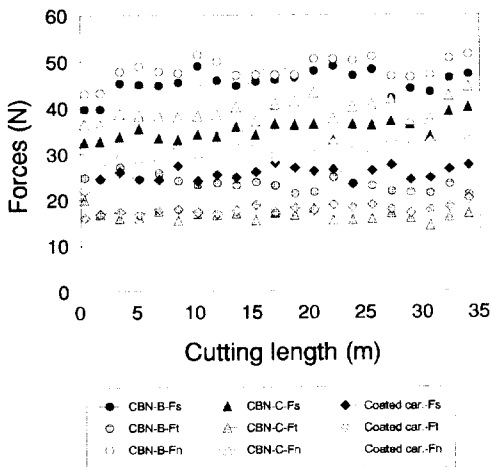 60
50
40
30
20
10
0
Forces (N)
0 5 10 15 20 25 30 35
Cutting length (m)
CBN-B-Fs CBN-C-Fs Coated car.-Fs
CBN-B-Ft CBN-C-Ft Coated car.-Ft
CBN-B-Fn CBN-C-Fn Coated car.-Fn